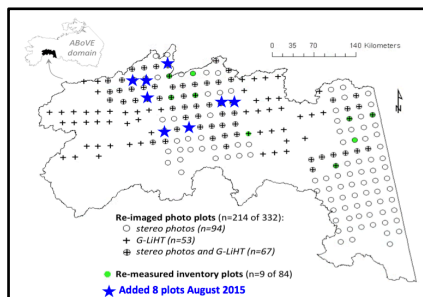 ABoVE
domain
0 35 70 140 Kilometers
N
Re-imaged photo plots (n=214 of 332):
stereo photos (n=94)
G-LiHT (n=53)
stereo photos and G-LiHT (n=67)
Re-measured inventory plots (n=9 of 84)
Added 8 plots August 2015